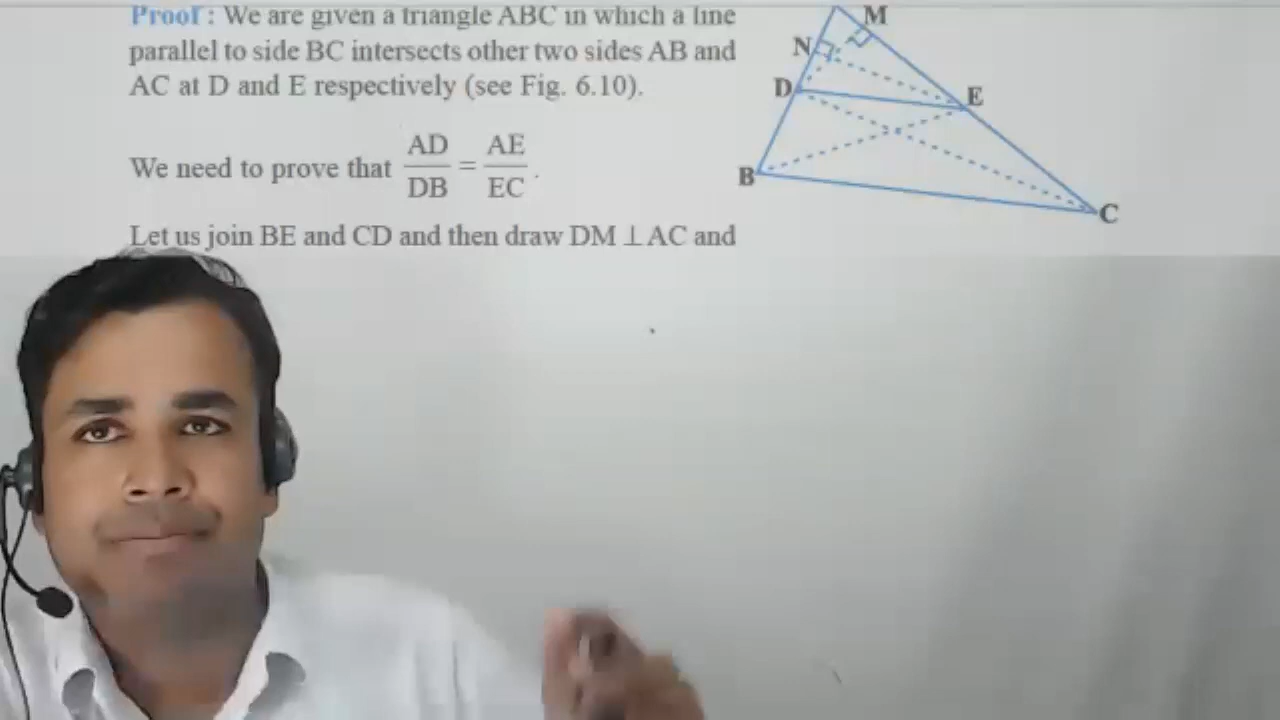 Proof : We are given a triangle ABC in which a line
parallel to side BC intersects other two sides AB and
AC at D and E respectively (see Fig. 6.10).
We need to prove that AD/DB = AE/EC .
Let us join BE and CD and then draw DM ⊥ AC and
M
N
D
E
B
C